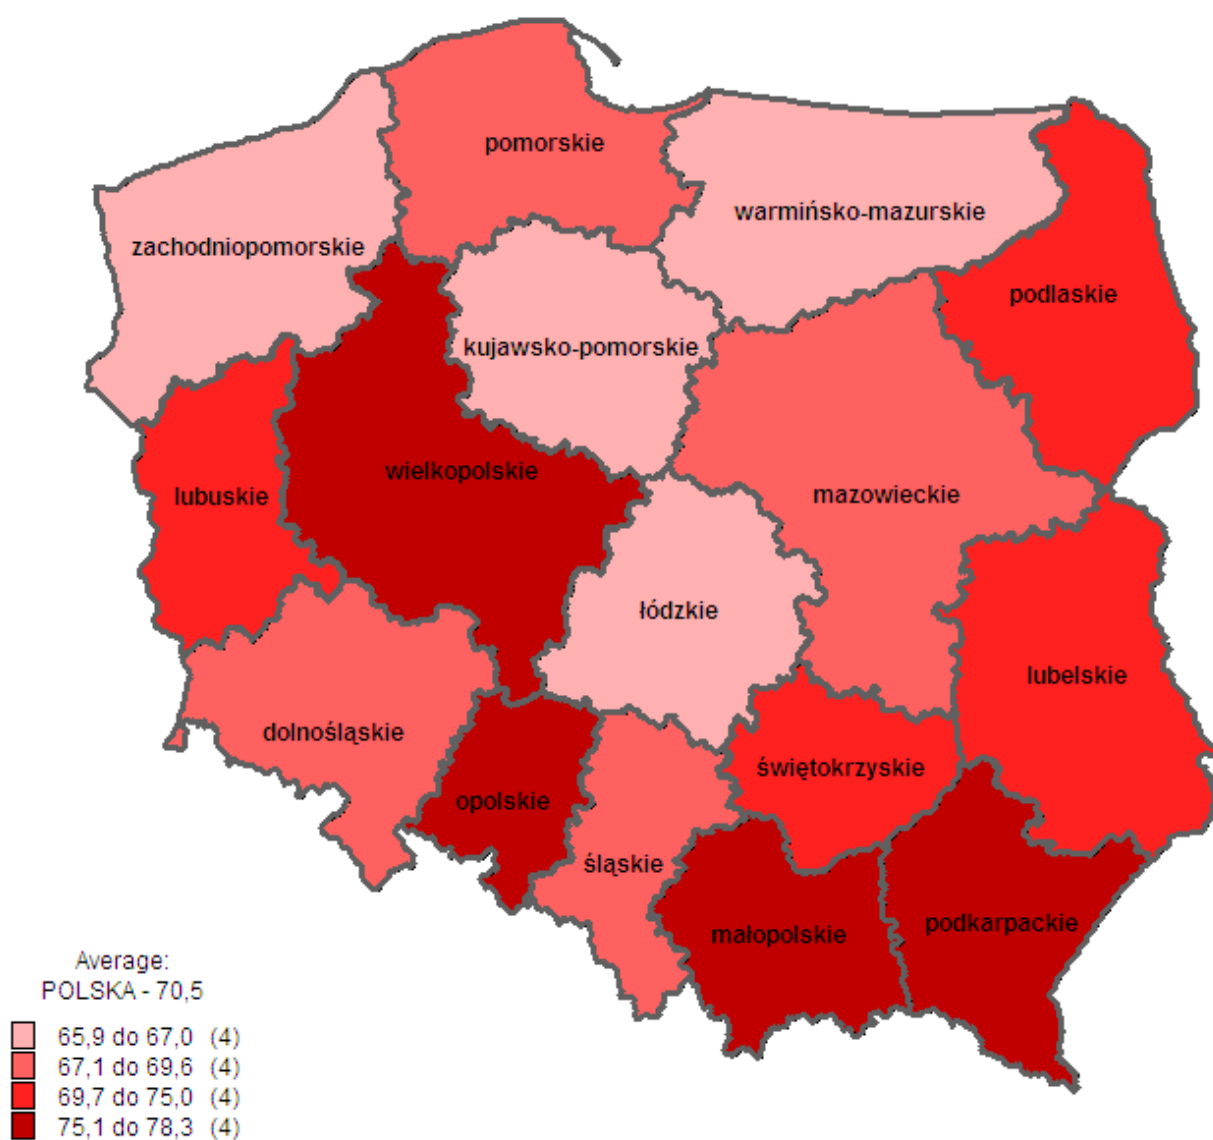 pomorskie
warmińsko-mazurskie
zachodniopomorskie
podlaskie
kujawsko-pomorskie
wielkopolskie
lubuskie
mazowieckie
łódzkie
lubelskie
dolnośląskie
świętokrzyskie
opolskie
śląskie
małopolskie
podkarpackie
Average:
POLSKA - 70,5
65,9 do 67,0 (4)
67,1 do 69,6 (4)
69,7 do 75,0 (4)
75,1 do 78,3 (4)